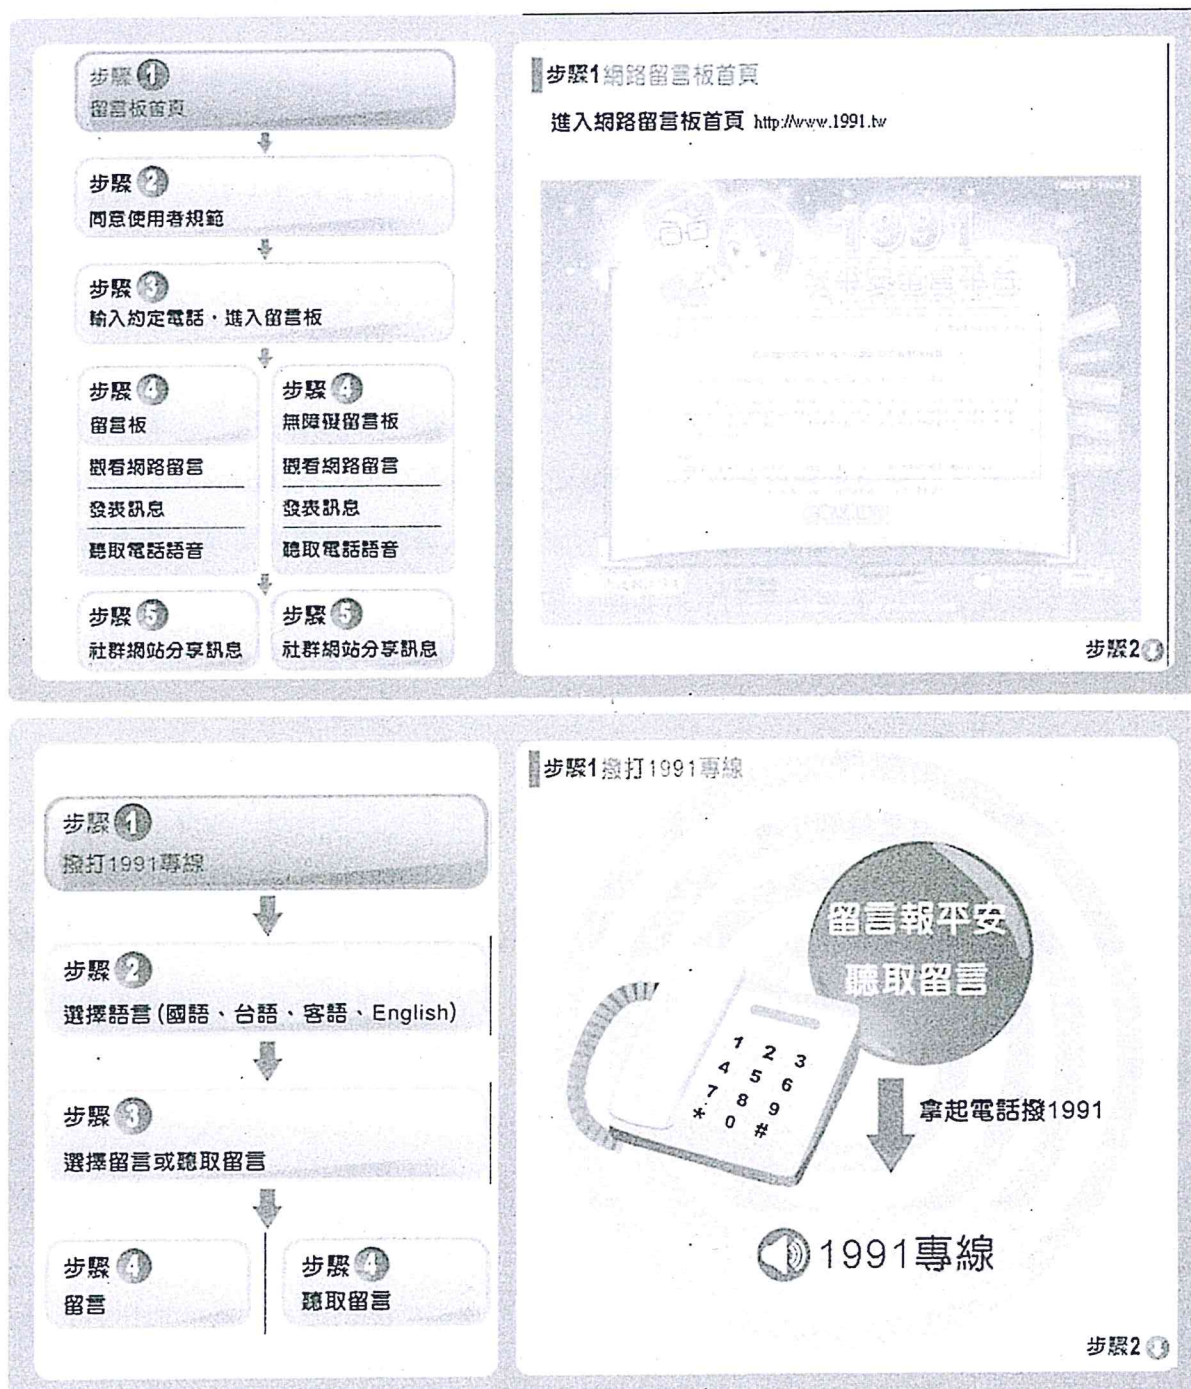 步驟1
留言板首頁
步驟2
同意使用者規範
步驟3
輸入約定電話，進入留言板
步驟4
留言板
觀看網路留言
發表訊息
聽取電話語音
步驟4
無障礙留言板
觀看網路留言
發表訊息
聽取電話語音
步驟5
社群網站分享訊息
步驟5
社群網站分享訊息
步驟1網路留言板首頁
進入網路留言板首頁 http://www.1991.tw
1991
步驟2
步驟1
撥打1991專線
步驟2
選擇語言(國語、台語、客語、English)
步驟3
選擇留言或聽取留言
步驟4
留言
步驟4
聽取留言
步驟1撥打1991專線
留言報平安
聽取留言
1 2 3
4 5 6
7 8 9
* 0 #
拿起電話撥1991
1991專線
步驟2